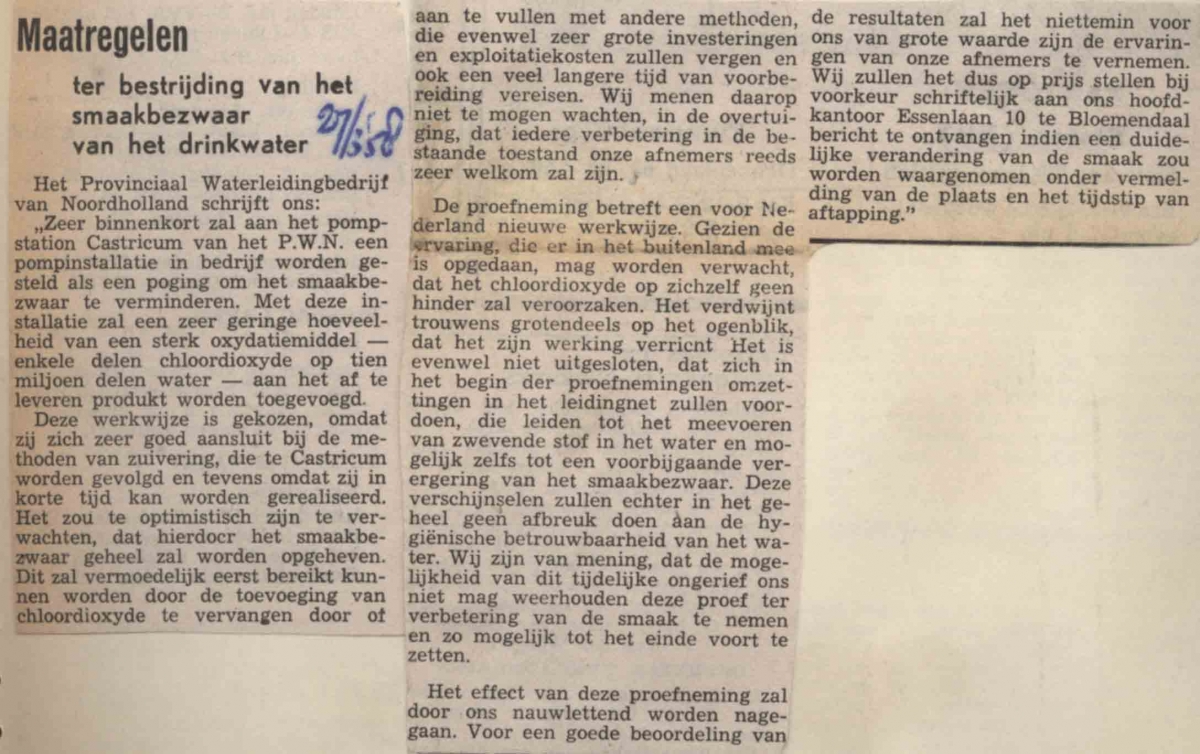 Maatregelen
ter bestrijding van het
smaakbezwaar
van het drinkwater
27/3 58
Het Provinciaal Waterleidingbedrijf
van Noordholland schrijft ons:
„Zeer binnenkort zal aan het pomp-
station Castricum van het P.W.N. een
pompinstallatie in bedrijf worden ge-
steld als een poging om het smaakbe-
zwaar te verminderen. Met deze in-
stallatie zal een zeer geringe hoeveel-
heid van een sterk oxydatiemiddel —
enkele delen chloordioxyde op tien
miljoen delen water — aan het af te
leveren produkt worden toegevoegd.
Deze werkwijze is gekozen, omdat
zij zich zeer goed aansluit bij de me-
thoden van zuivering, die te Castricum
worden gevolgd en tevens omdat zij in
korte tijd kan worden gerealiseerd.
Het zou te optimistisch zijn te ver-
wachten, dat hierdocr het smaakbe-
zwaar geheel zal worden opgeheven.
Dit zal vermoedelijk eerst bereikt kun-
nen worden door de toevoeging van
chloordioxyde te vervangen door of
aan te vullen met andere methoden,
die evenwel zeer grote investeringen
en exploitatiekosten zullen vergen en
ook een veel langere tijd van voorbe-
reiding vereisen. Wij menen daarop
niet te mogen wachten, in de overtui-
ging, dat iedere verbetering in de be-
staande toestand onze afnemers reeds
zeer welkom zal zijn.
De proefneming betreft een voor Ne-
derland nieuwe werkwijze. Gezien de
ervaring, die er in het buitenland mee
is opgedaan, mag worden verwacht,
dat het chloordioxyde op zichzelf geen
hinder zal veroorzaken. Het verdwijnt
trouwens grotendeels op het ogenblik,
dat het zijn werking verricnt Het is
evenwel niet uitgesloten, dat zich in
het begin der proefnemingen omzet-
tingen in het leidingnet zullen voor-
doen, die leiden tot het meevoeren
van zwevende stof in het water en mo-
gelijk zelfs tot een voorbijgaande ver-
ergering van het smaakbezwaar. Deze
verschijnselen zullen echter in het ge-
heel geen afbreuk doen aan de hy-
giënische betrouwbaarheid van het wa-
ter. Wij zijn van mening, dat de moge-
lijkheid van dit tijdelijke ongerief ons
niet mag weerhouden deze proef ter
verbetering van de smaak te nemen
en zo mogelijk tot het einde voort te
zetten.
Het effect van deze proefneming zal
door ons nauwlettend worden nage-
gaan. Voor een goede beoordeling van
de resultaten zal het niettemin voor
ons van grote waarde zijn de ervarin-
gen van onze afnemers te vernemen.
Wij zullen het dus op prijs stellen bij
voorkeur schriftelijk aan ons hoofd-
kantoor Essenlaan 10 te Bloemendaal
bericht te ontvangen indien een duide-
lijke verandering van de smaak zou
worden waargenomen onder vermel-
ding van de plaats en het tijdstip van
aftapping.”